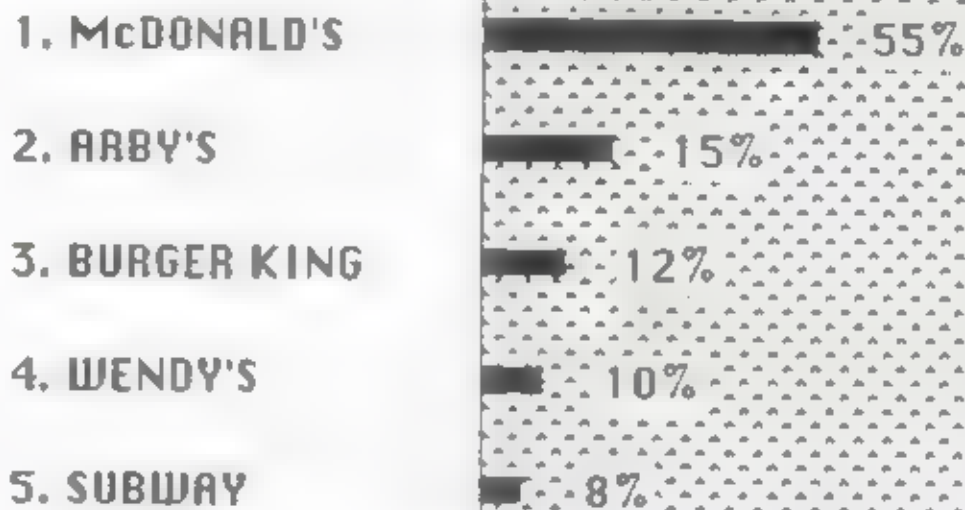 1. McDONALD'S 55%
2. ARBY'S 15%
3. BURGER KING 12%
4. WENDY'S 10%
5. SUBWAY 8%